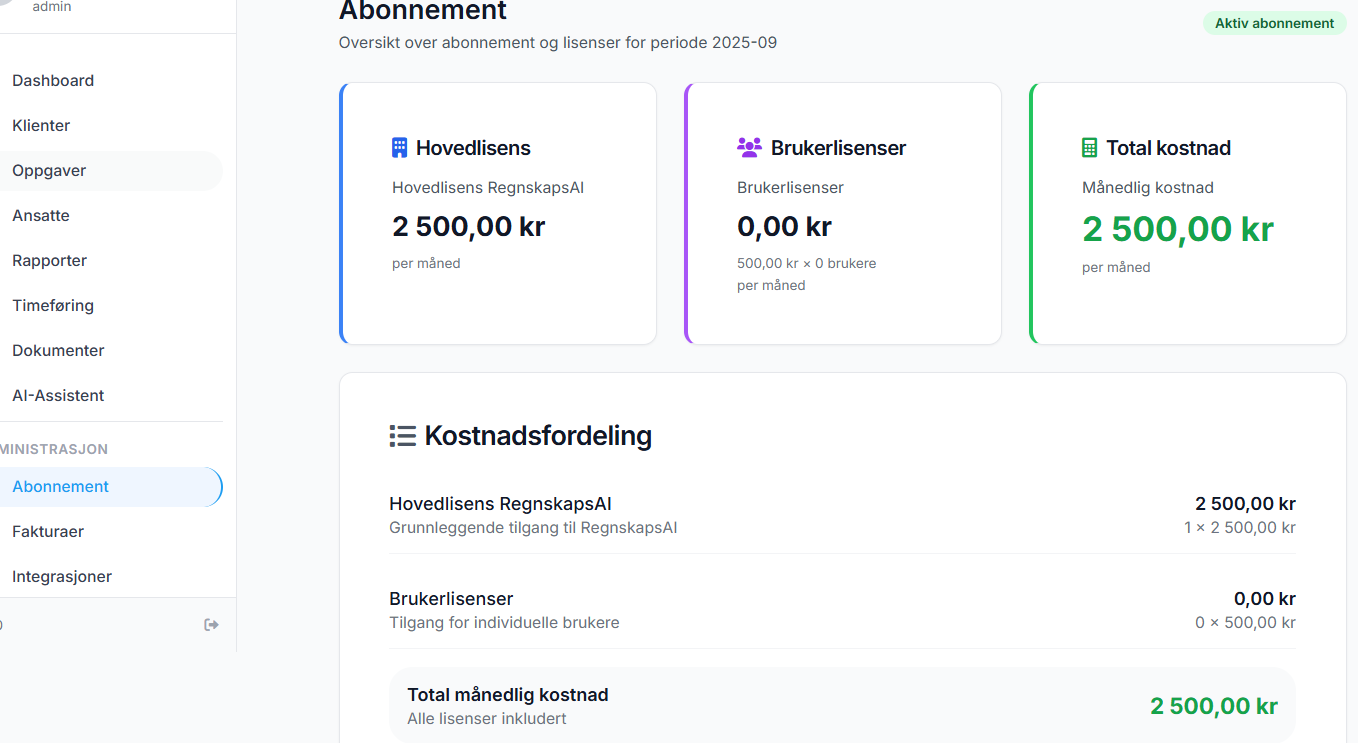 admin
Dashboard
Klienter
Oppgaver
Ansatte
Rapporter
Timeføring
Dokumenter
AI-Assistent
MINISTRASJON
Abonnement
Fakturaer
Integrasjoner
Abonnement
Aktiv abonnement
Oversikt over abonnement og lisenser for periode 2025-09
Hovedlisens
Hovedlisens RegnskapsAI
2 500,00 kr
per måned
Brukerlisenser
Brukerlisenser
0,00 kr
500,00 kr × 0 brukere
per måned
Total kostnad
Månedlig kostnad
2 500,00 kr
per måned
Kostnadsfordeling
Hovedlisens RegnskapsAI
2 500,00 kr
Grunnleggende tilgang til RegnskapsAI
1 × 2 500,00 kr
Brukerlisenser
0,00 kr
Tilgang for individuelle brukere
0 × 500,00 kr
Total månedlig kostnad
2 500,00 kr
Alle lisenser inkludert